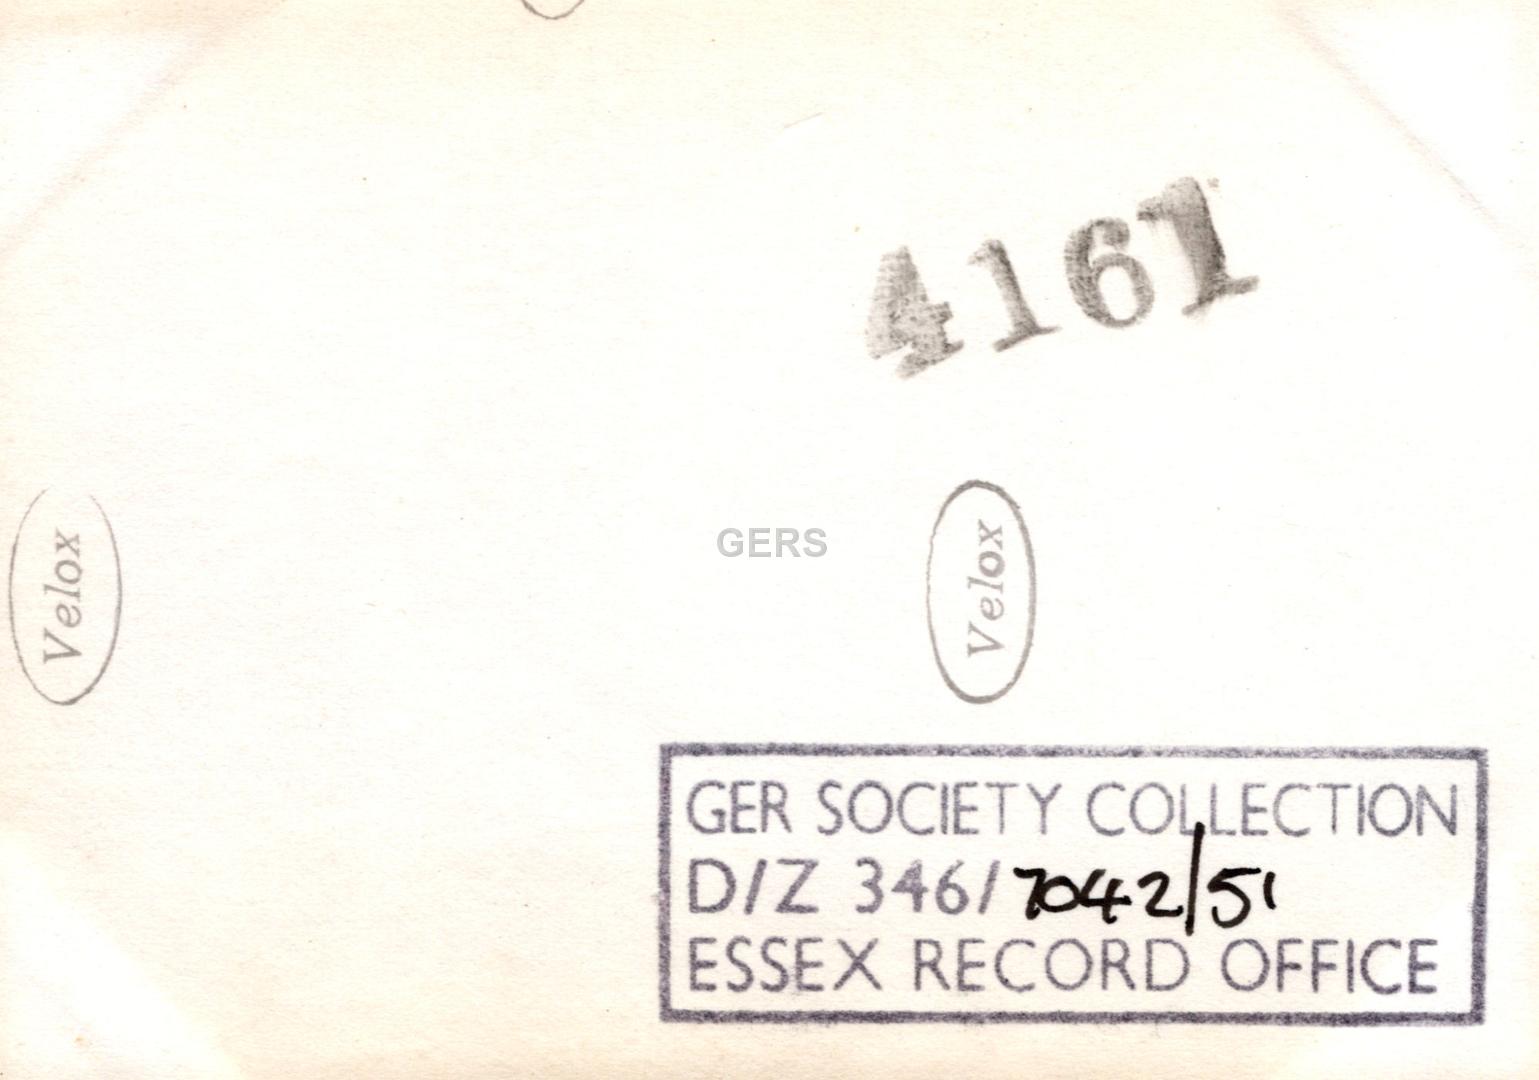 4161
Velox
GERS
Velox
GER SOCIETY COLLECTION
D/Z 346/7042/51
ESSEX RECORD OFFICE